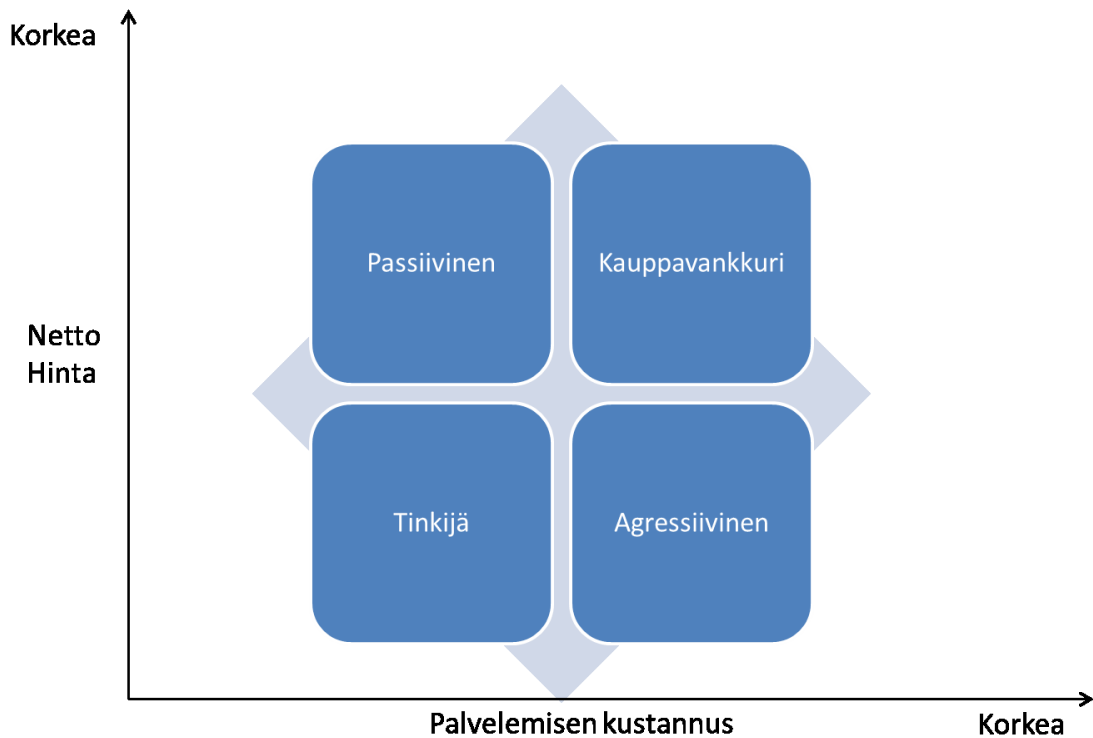 Korkea
Passiivinen
Kauppavankkuri
Netto
Hinta
Tinkijä
Agressiivinen
Palvelemisen kustannus
Korkea